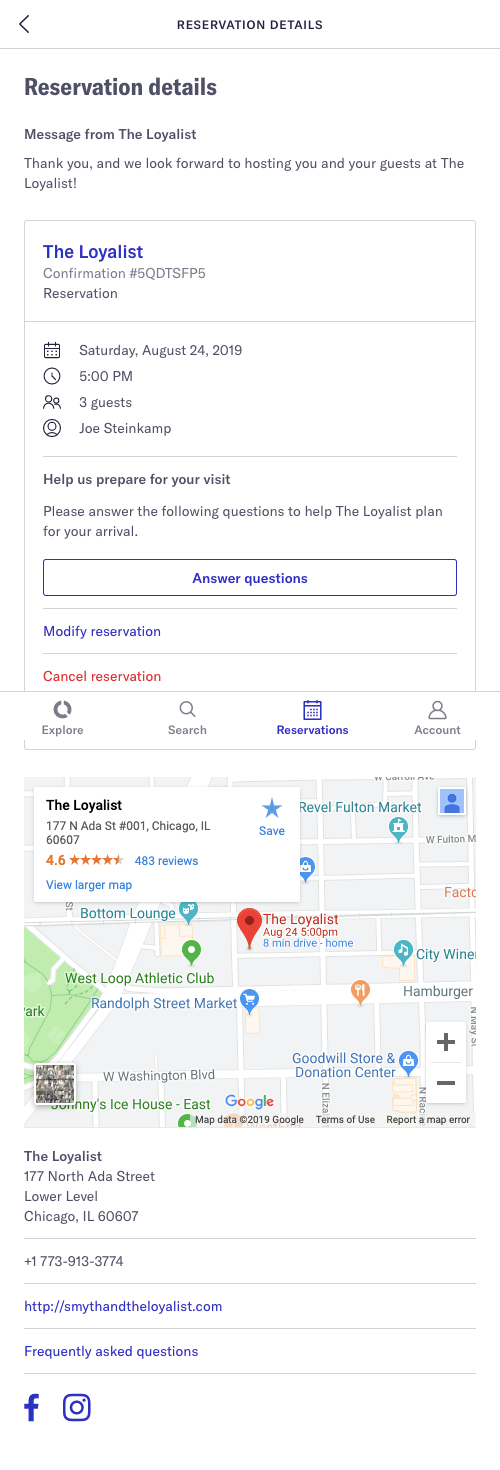 RESERVATION DETAILS
Reservation details
Message from The Loyalist
Thank you, and we look forward to hosting you and your guests at The
Loyalist!
The Loyalist
Confirmation #5QDTSFP5
Reservation
Saturday, August 24, 2019
5:00 PM
3 guests
Joe Steinkamp
Help us prepare for your visit
Please answer the following questions to help The Loyalist plan
for your arrival.
Answer questions
Modify reservation
Cancel reservation
Explore
Search
Reservations
Account
W Carroll Ave
The Loyalist
177 N Ada St #001, Chicago, IL
60607
4.6
483 reviews
View larger map
Save
Revel Fulton Market
W Fulton M
Facto
St
Bottom Lounge
The Loyalist
Aug 24 5:00pm
8 min drive - home
City Winer
West Loop Athletic Club
Randolph Street Market
Hamburger
ark
N May St
Goodwill Store &
Donation Center
W Washington Blvd
Johnny's Ice House - East
N Eliza
N Rac
Google
Map data ©2019 Google
Terms of Use
Report a map error
The Loyalist
177 North Ada Street
Lower Level
Chicago, IL 60607
+1 773-913-3774
http://smythandtheloyalist.com
Frequently asked questions